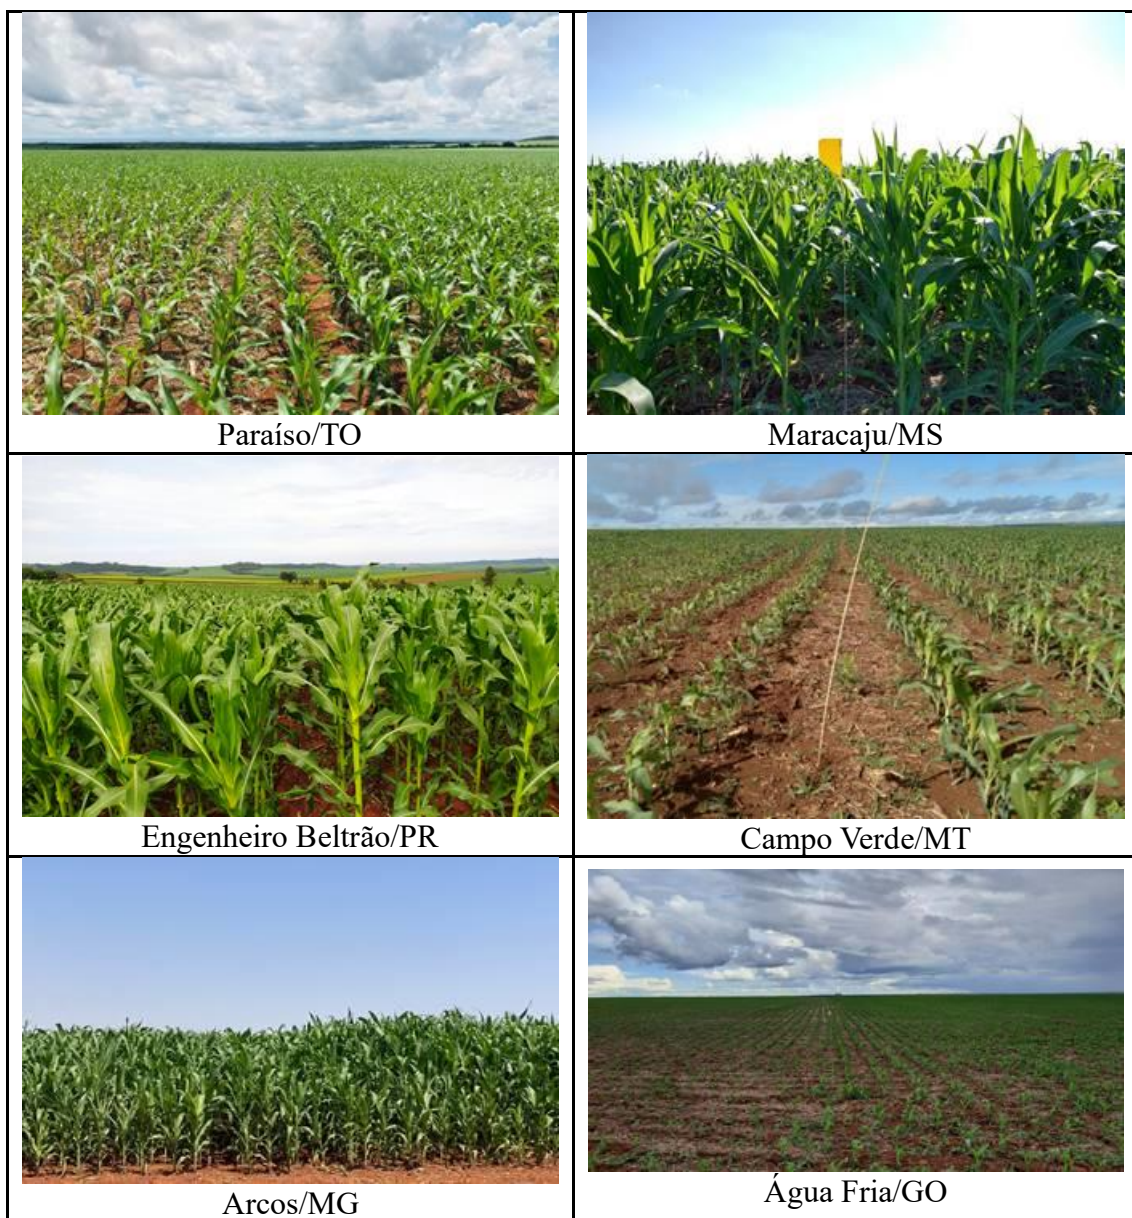 Paraíso/TO
Maracaju/MS
Engenheiro Beltrão/PR
Campo Verde/MT
Arcos/MG
Água Fria/GO